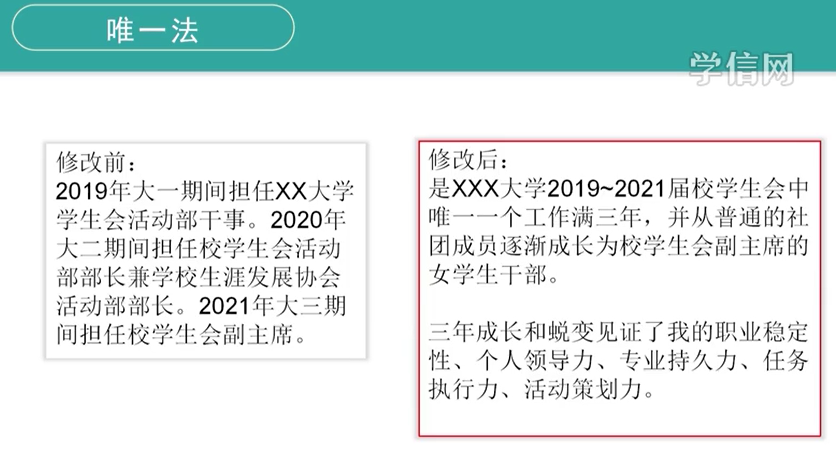 唯一法
学信网
修改前：
2019年大一期间担任XX大学
学生会活动部干事。2020年
大二期间担任校学生会活动
部部长兼学校生涯发展协会
活动部部长。2021年大三期
间担任校学生会副主席。
修改后：
是XXX大学2019~2021届校学生会中
唯一一个工作满三年，并从普通的社
团成员逐渐成长为校学生会副主席的
女学生干部。
三年成长和蜕变见证了我的职业稳定
性、个人领导力、专业持久力、任务
执行力、活动策划力。